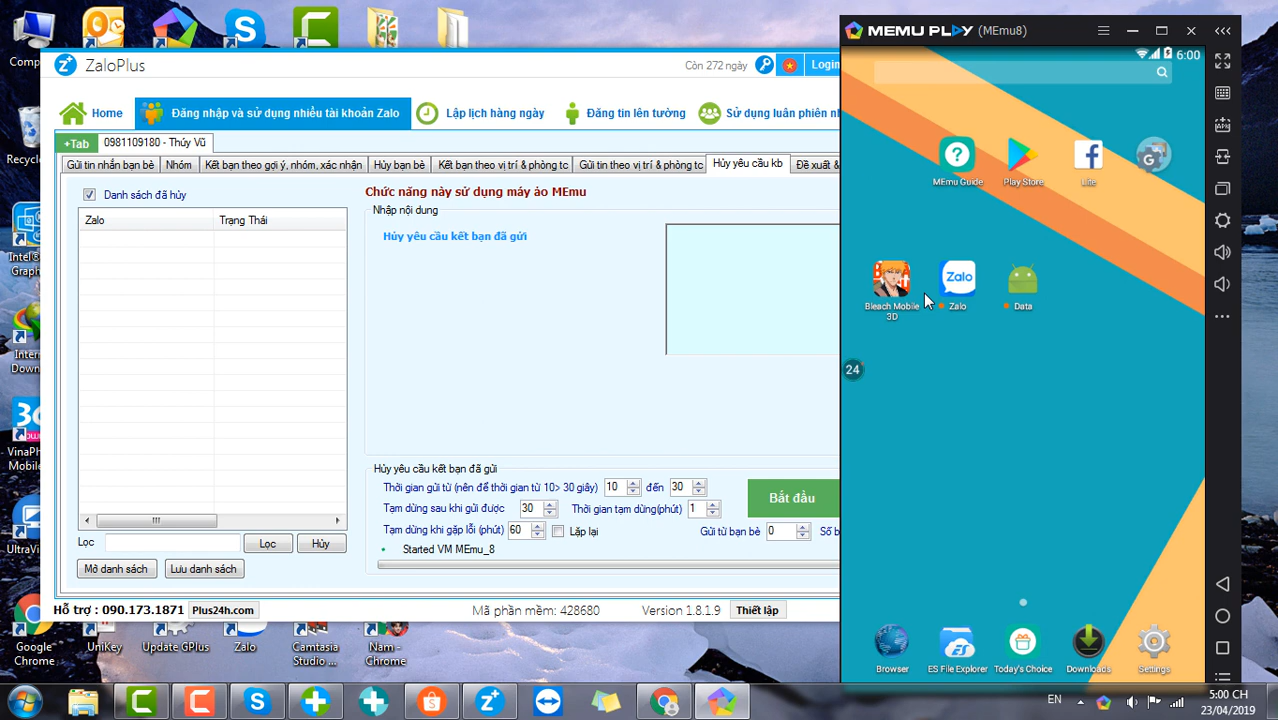 Comp
Recyc
Intel®
Grap
Intern
Down
VinaPh
Mobile
UltraVi
MEMU PLAY (MEmu8)
ZaloPlus
Còn 272 ngày
Login
Home
Đăng nhập và sử dụng nhiều tài khoản Zalo
Lập lịch hàng ngày
Đăng tin lên tường
Sử dụng luân phiên nh
+Tab
0981109180 - Thúy Vũ
Gửi tin nhắn bạn bè
Nhóm
Kết bạn theo gợi ý, nhóm, xác nhận
Hủy bạn bè
Kết bạn theo vị trí & phòng tc
Gửi tin theo vị trí & phòng tc
Hủy yêu cầu kb
Đề xuất &
Danh sách đã hủy
Zalo
Trạng Thái
Chức năng này sử dụng máy ảo MEmu
Nhập nội dung
Hủy yêu cầu kết bạn đã gửi
Hủy yêu cầu kết bạn đã gửi
Thời gian gửi từ (nên để thời gian từ 10> 30 giây) 10 đến 30
Tạm dừng sau khi gửi được 30 Thời gian tạm dừng(phút) 1
Tạm dừng khi gặp lỗi (phút) 60 Lặp lại
Gửi từ bạn bè 0 Số b
Bắt đầu
Started VM MEmu_8
Lọc
Lọc
Hủy
Mở danh sách
Lưu danh sách
Hỗ trợ : 090.173.1871
Plus24h.com
Mã phần mềm: 428680
Version 1.8.1.9
Thiết lập
6:00
MEmu Guide
Play Store
Lite
Bleach Mobile
3D
Zalo
Zalo
Data
24
Browser
ES File Explorer
Today's Choice
Downloads
Settings
Google
Chrome
UniKey
Update GPlus
Zalo
Camtasia
Studio ...
Nam -
Chrome
EN
5:00 CH
23/04/2019